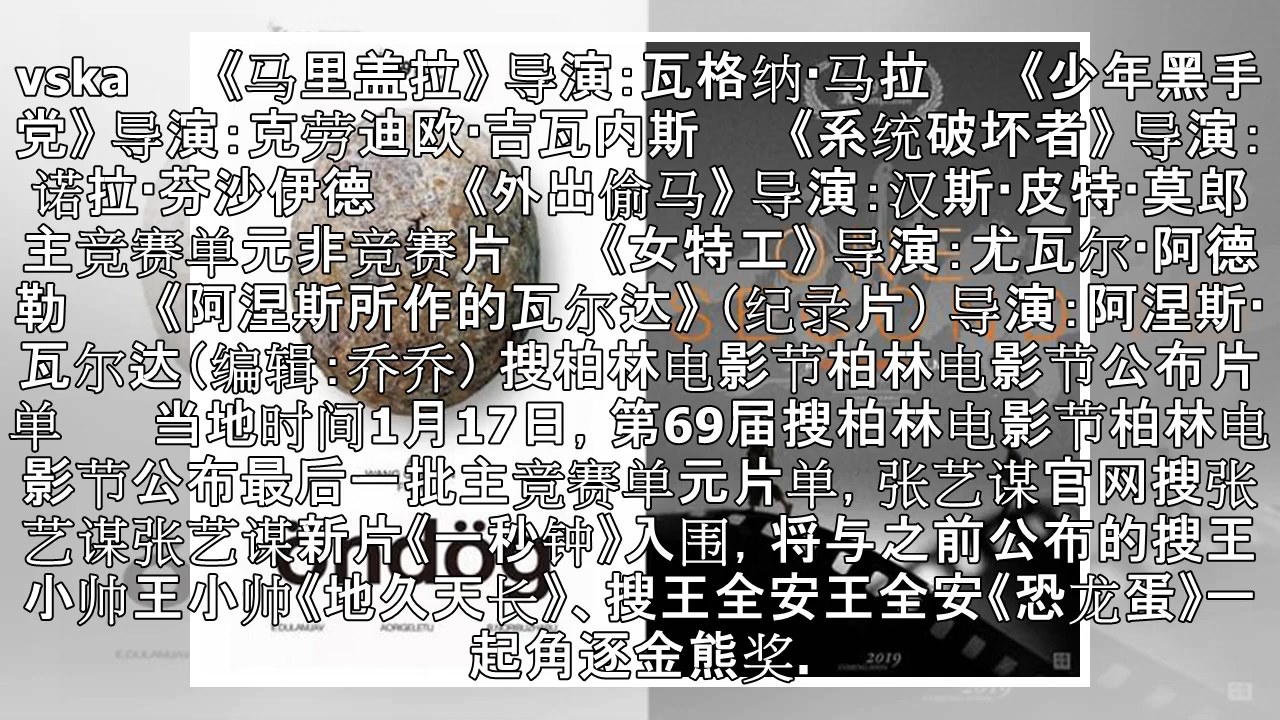 vska 《马里盖拉》导演：瓦格纳·马拉 《少年黑手
党》导演：克劳迪欧·吉瓦内斯 《系统破坏者》导演：
诺拉·芬沙伊德 《外出偷马》导演：汉斯·皮特·莫郎
主竞赛单元非竞赛片 《女特工》导演：尤瓦尔·阿德
勒 《阿涅斯所作的瓦尔达》（纪录片）导演：阿涅斯·
瓦尔达（编辑：乔乔）搜柏林电影节柏林电影节公布片
单 当地时间1月17日，第69届搜柏林电影节柏林电
影节公布最后一批主竞赛单元片单，张艺谋官网搜张
艺谋张艺谋新片《一秒钟》入围，将与之前公布的搜王
小帅王小帅《地久天长》、搜王全安王全安《恐龙蛋》一
起角逐金熊奖.
ONE
SECOND
öndög
E.DULAMJAV AORIGELETU B.NORIBUZHABU
2019